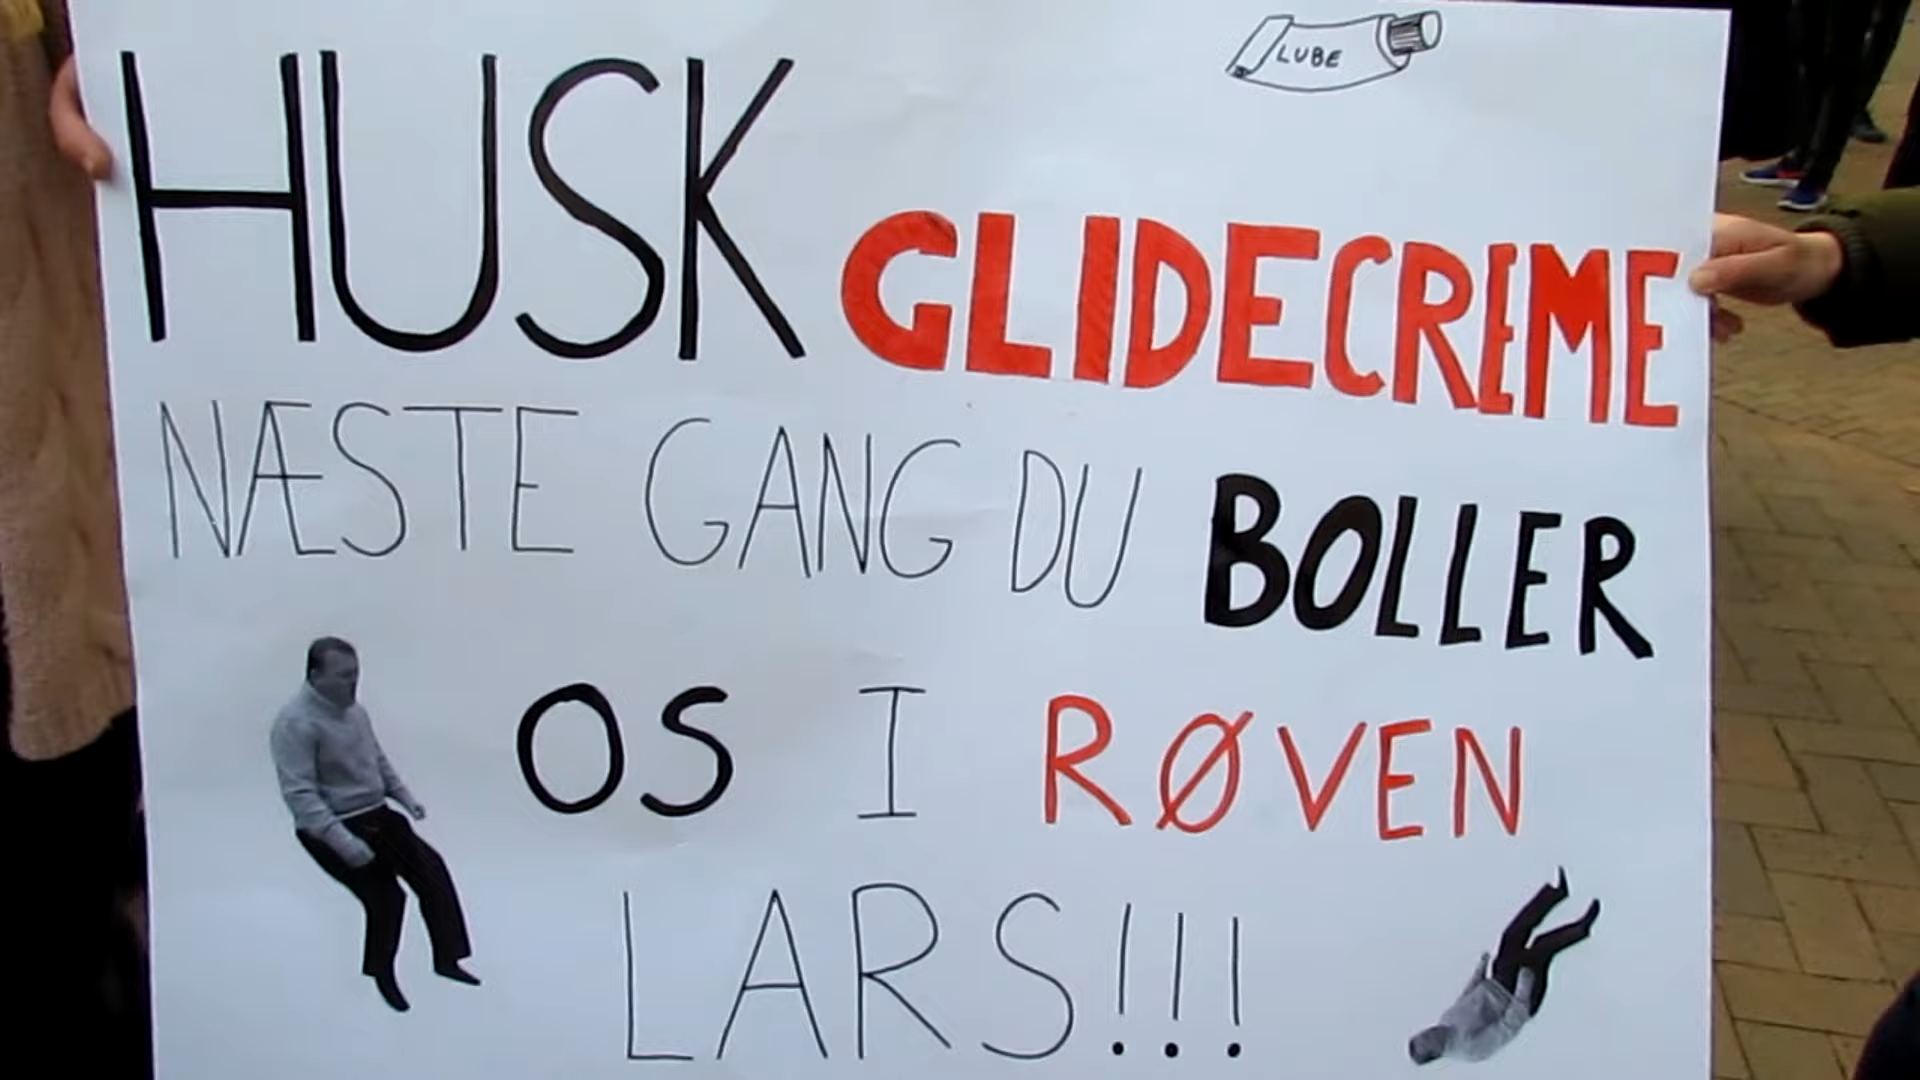 LUBE
HUSK GLIDECREME
NÆSTE GANG DU BOLLER
OS I RØVEN
LARS!!!